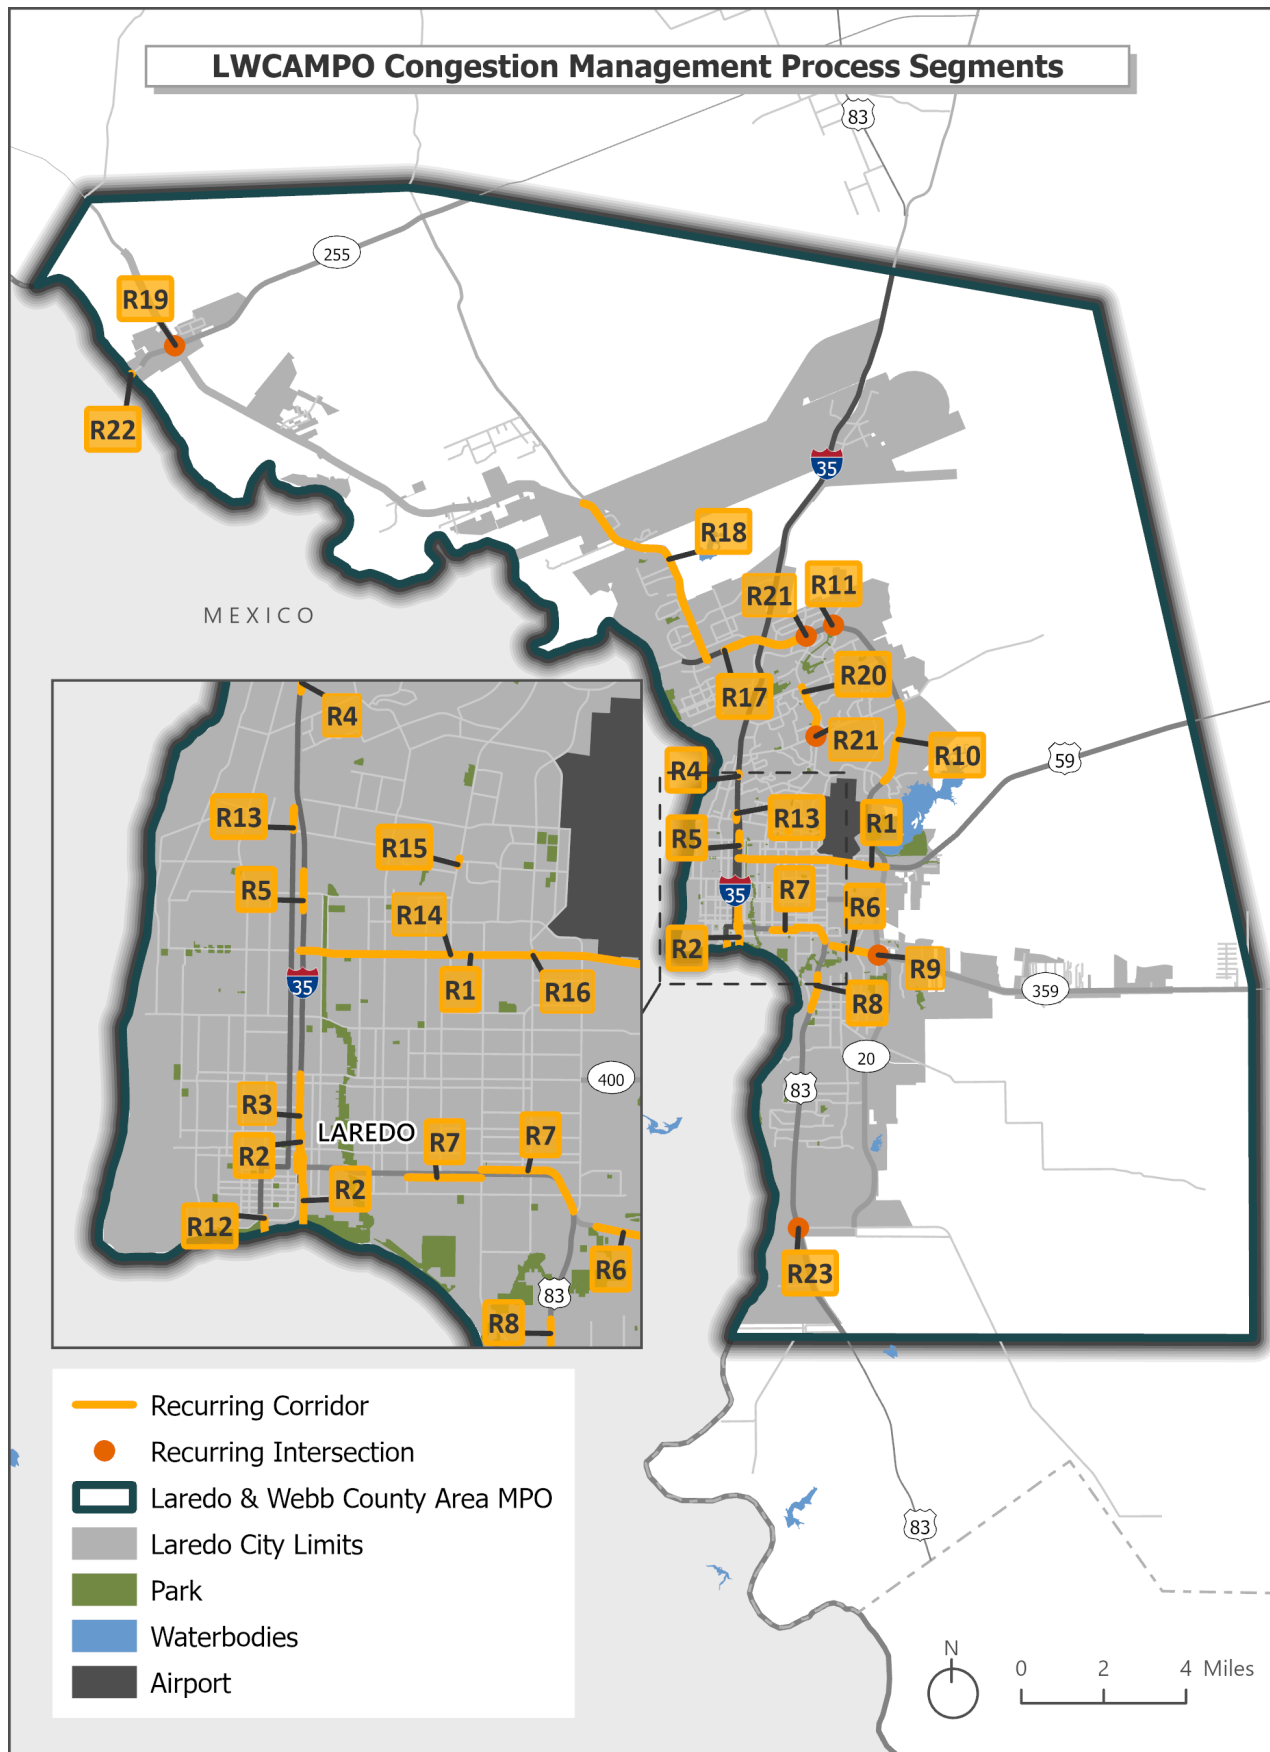 LWCAMPO Congestion Management Process Segments
83
255
R19
R22
35
R18
R21
R11
MEXICO
R20
R17
R21
R10
59
R4
R13
R1
R5
35
R7
R6
R2
R9
359
R8
20
83
R23
R4
R13
R15
R5
R14
R1
R16
35
400
R3
LAREDO
R2
R7
R7
R2
R12
R6
83
R8
Recurring Corridor
Recurring Intersection
Laredo & Webb County Area MPO
Laredo City Limits
Park
Waterbodies
Airport
83
N
0 2 4 Miles